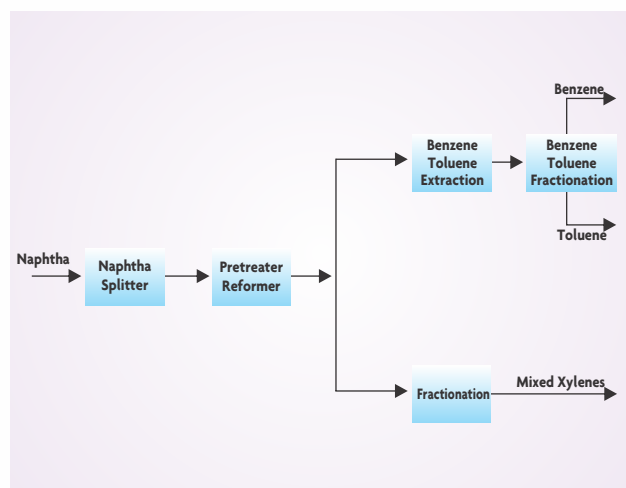 Naphtha
Naphtha
Splitter
Pretreater
Reformer
Benzene
Toluene
Extraction
Benzene
Toluene
Fractionation
Benzene
Toluene
Fractionation
Mixed Xylenes